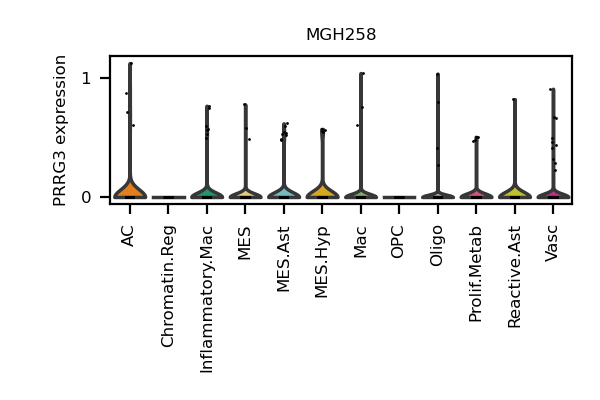 MGH258
PRRG3 expression
1
0
AC
Chromatin.Reg
Inflammatory.Mac
MES
MES.Ast
MES.Hyp
Mac
OPC
Oligo
Prolif.Metab
Reactive.Ast
Vasc